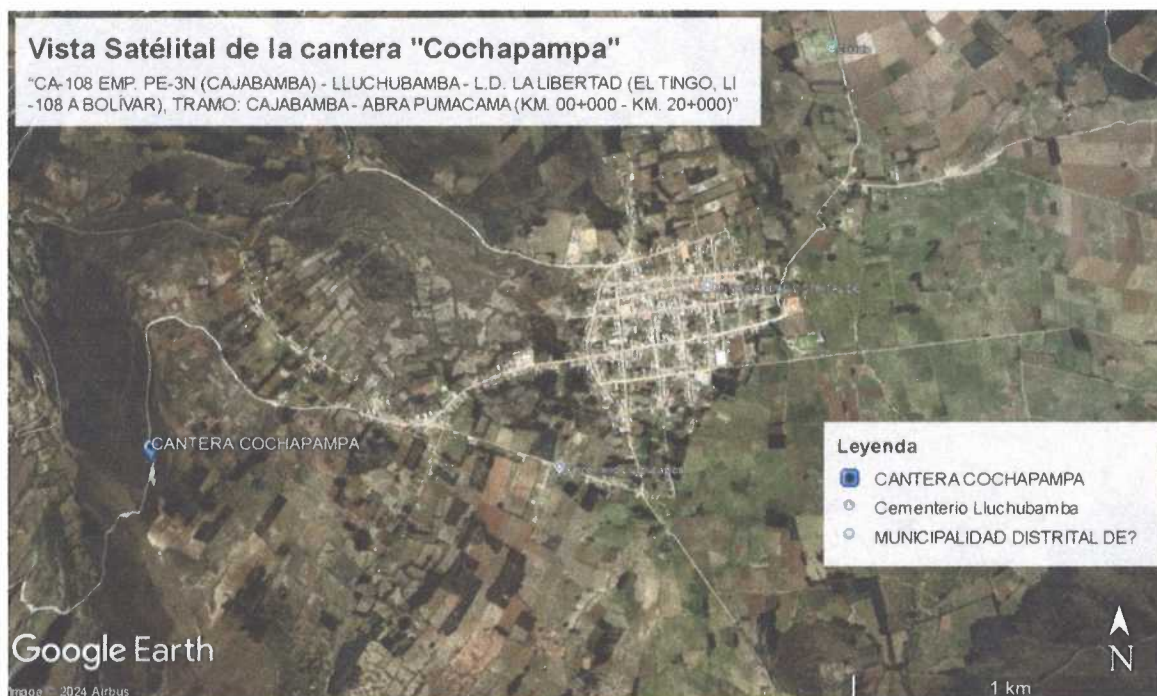 Vista Satélital de la cantera "Cochapampa"
"CA-108 EMP. PE-3N (CAJABAMBA) - LLUCHUBAMBA - L.D. LA LIBERTAD (EL TINGO, LI
-108 A BOLÍVAR), TRAMO: CAJABAMBA - ABRA PUMACAMA (KM. 00+000 - KM. 20+000)"
CANTERA COCHAPAMPA
Leyenda
CANTERA COCHAPAMPA
Cementerio Lluchubamba
MUNICIPALIDAD DISTRITAL DE?
Google Earth
Image © 2024 Airbus
N
1 km